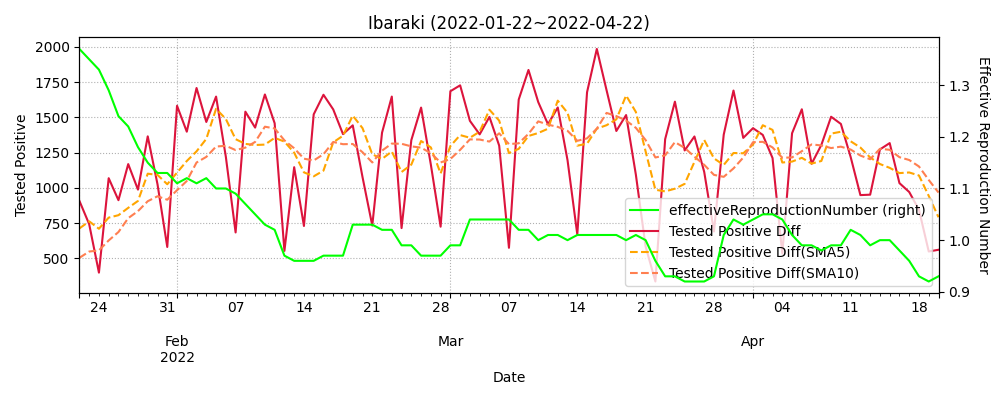 Ibaraki (2022-01-22~2022-04-22)
Tested Positive
2000
1750
1500
1250
1000
750
500
Effective Reproduction Number
1.3
1.2
1.1
1.0
0.9
effectiveReproductionNumber (right)
Tested Positive Diff
Tested Positive Diff(SMA5)
Tested Positive Diff(SMA10)
24 31 07 14 21 28 07 14 21 28 04 11 18
Feb Mar Apr
2022
Date